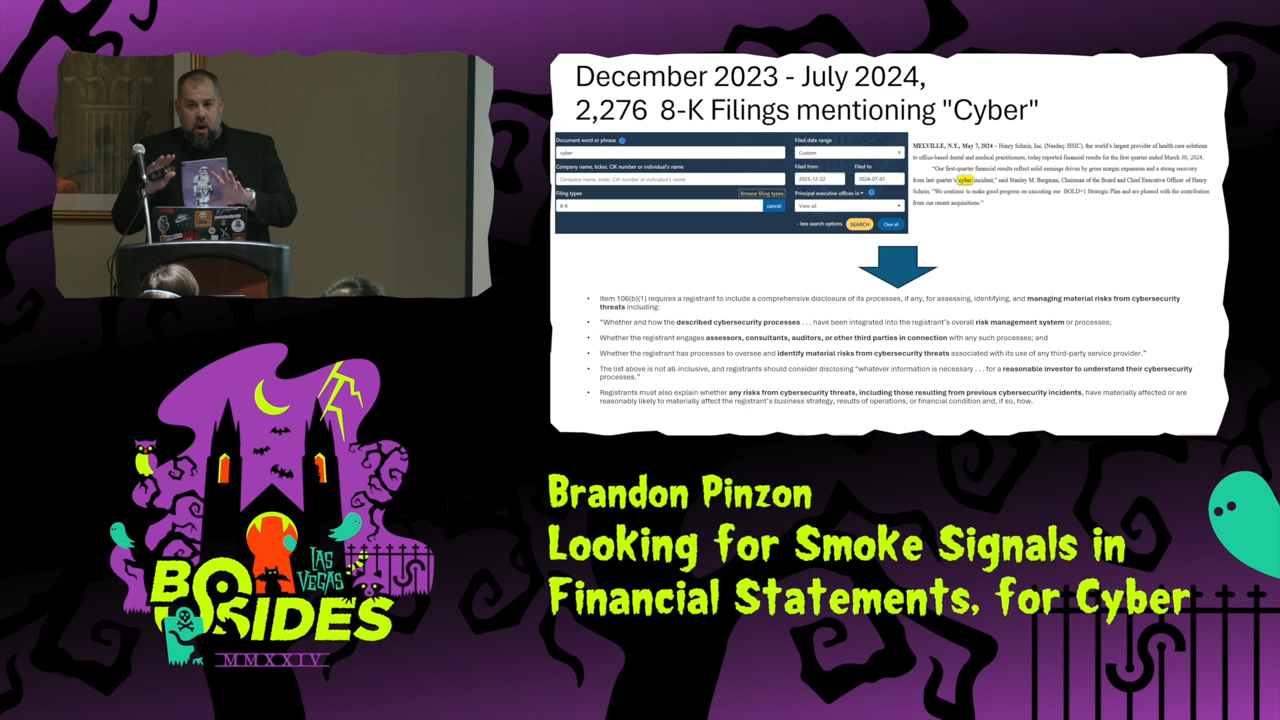 December 2023 - July 2024,
2,276 8-K Filings mentioning "Cyber"
Document word or phrase
cyber
Company name, ticker, CIK number or individual's name
Company name, ticker, CIK number or individual's name
Filing types
Browse filing types
8-K
cancel
Filed date range
Custom
Filed from
Filed to
2023-12-22
2024-07-01
Principal executive offices in
View all
- less search options
SEARCH
Clear all
MELVILLE, N.Y., May 7, 2024 – Henry Schein, Inc. (Nasdaq: HSIC), the world's largest provider of health care solutions
to office-based dental and medical practitioners, today reported financial results for the first quarter ended March 30, 2024.
"Our first-quarter financial results reflect solid earnings driven by gross margin expansion and a strong recovery
from last quarter's cyber incident," said Stanley M. Bergman, Chairman of the Board and Chief Executive Officer of Henry
Schein. "We continue to make good progress on executing our BOLD+1 Strategic Plan and are pleased with the contribution
from our recent acquisitions."
• Item 106(b)(1) requires a registrant to include a comprehensive disclosure of its processes, if any, for assessing, identifying, and managing material risks from cybersecurity
threats including:
• "Whether and how the described cybersecurity processes . . . have been integrated into the registrant's overall risk management system or processes;
• Whether the registrant engages assessors, consultants, auditors, or other third parties in connection with any such processes; and
• Whether the registrant has processes to oversee and identify material risks from cybersecurity threats associated with its use of any third-party service provider."
• The list above is not all-inclusive, and registrants should consider disclosing "whatever information is necessary . . . for a reasonable investor to understand their cybersecurity
processes."
• Registrants must also explain whether any risks from cybersecurity threats, including those resulting from previous cybersecurity incidents, have materially affected or are
reasonably likely to materially affect the registrant's business strategy, results of operations, or financial condition and, if so, how.
Brandon Pinzon
Looking for Smoke Signals in
Financial Statements, for Cyber
LAS
VEGAS
BSIDES
MMXXIV